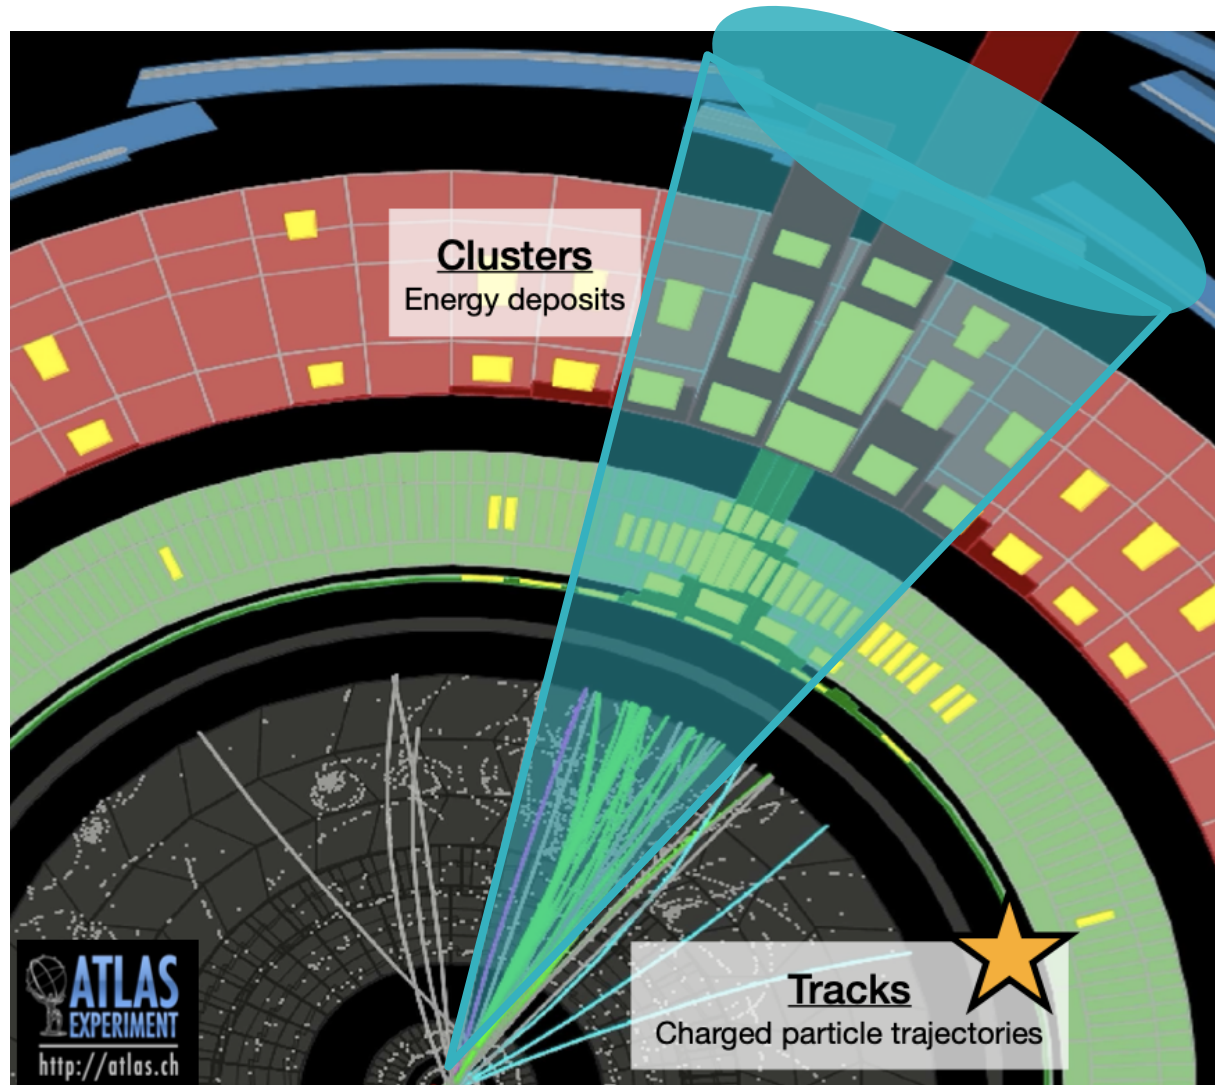 Clusters
Energy deposits
Tracks
Charged particle trajectories
ATLAS
EXPERIMENT
http://atlas.ch